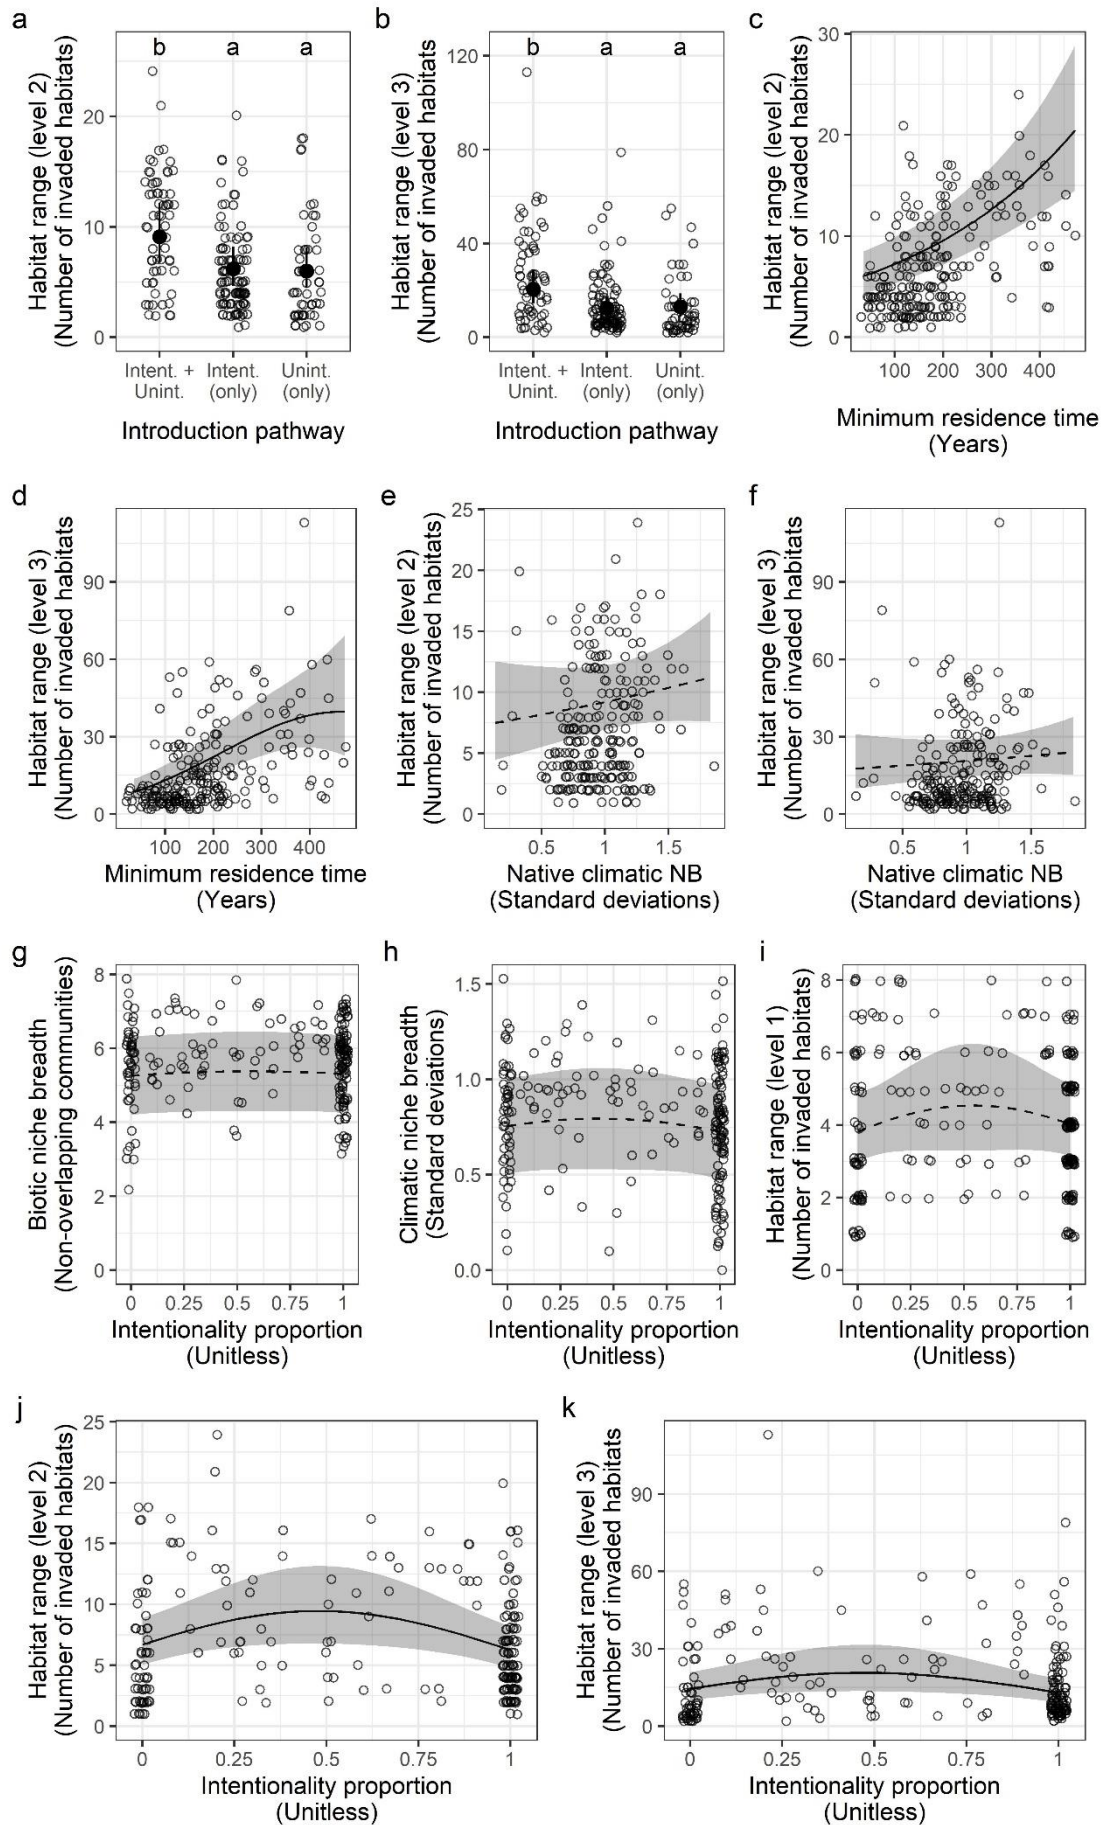 a
Habitat range (level 2)
(Number of invaded habitats)
20
10
0
b
a
a
Intent. +
Unint.
Intent.
(only)
Unint.
(only)
Introduction pathway
b
Habitat range (level 3)
(Number of invaded habitats
120
80
40
0
b
a
a
Intent. +
Unint.
Intent.
(only)
Unint.
(only)
Introduction pathway
c
Habitat range (level 2)
(Number of invaded habitats)
30
20
10
0
100 200 300 400
Minimum residence time
(Years)
d
Habitat range (level 3)
(Number of invaded habitats)
90
60
30
0
100 200 300 400
Minimum residence time
(Years)
e
Habitat range (level 2)
(Number of invaded habitats)
25
20
15
10
5
0
0.5 1 1.5
Native climatic NB
(Standard deviations)
f
Habitat range (level 3)
(Number of invaded habitats)
90
60
30
0
0.5 1 1.5
Native climatic NB
(Standard deviations)
g
Biotic niche breadth
(Non-overlapping communities)
8
6
4
2
0
0 0.25 0.5 0.75 1
Intentionality proportion
(Unitless)
h
Climatic niche breadth
(Standard deviations)
1.5
1.0
0.5
0.0
0 0.25 0.5 0.75 1
Intentionality proportion
(Unitless)
i
Habitat range (level 1)
(Number of invaded habitats)
8
6
4
2
0
0 0.25 0.5 0.75 1
Intentionality proportion
(Unitless)
j
Habitat range (level 2)
(Number of invaded habitats)
25
20
15
10
5
0
0 0.25 0.5 0.75 1
Intentionality proportion
(Unitless)
k
Habitat range (level 3)
(Number of invaded habitats
90
60
30
0
0 0.25 0.5 0.75 1
Intentionality proportion
(Unitless)